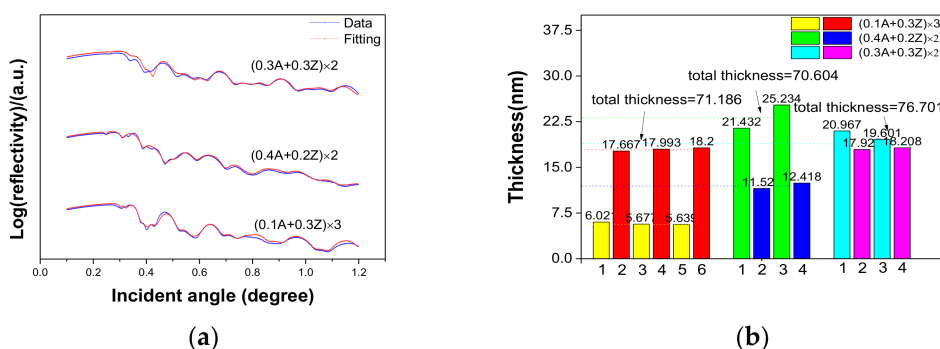 Log(reflectivity)/(a.u.)
Data
Fitting
(0.3A+0.3Z)×2
(0.4A+0.2Z)×2
(0.1A+0.3Z)×3
0.0 0.2 0.4 0.6 0.8 1.0 1.2
Incident angle (degree)
(a)
Thickness(nm)
37.5
30.0
22.5
15.0
7.5
0.0
(0.1A+0.3Z)×3
(0.4A+0.2Z)×2
(0.3A+0.3Z)×2
total thickness=70.604
total thickness=71.186
total thickness=76.701
6.021 17.667 5.677 17.993 5.639 18.2
21.432 11.52 25.234 12.418
20.967 17.92 19.601 18.208
1 2 3 4 5 6 1 2 3 4 1 2 3 4
(b)